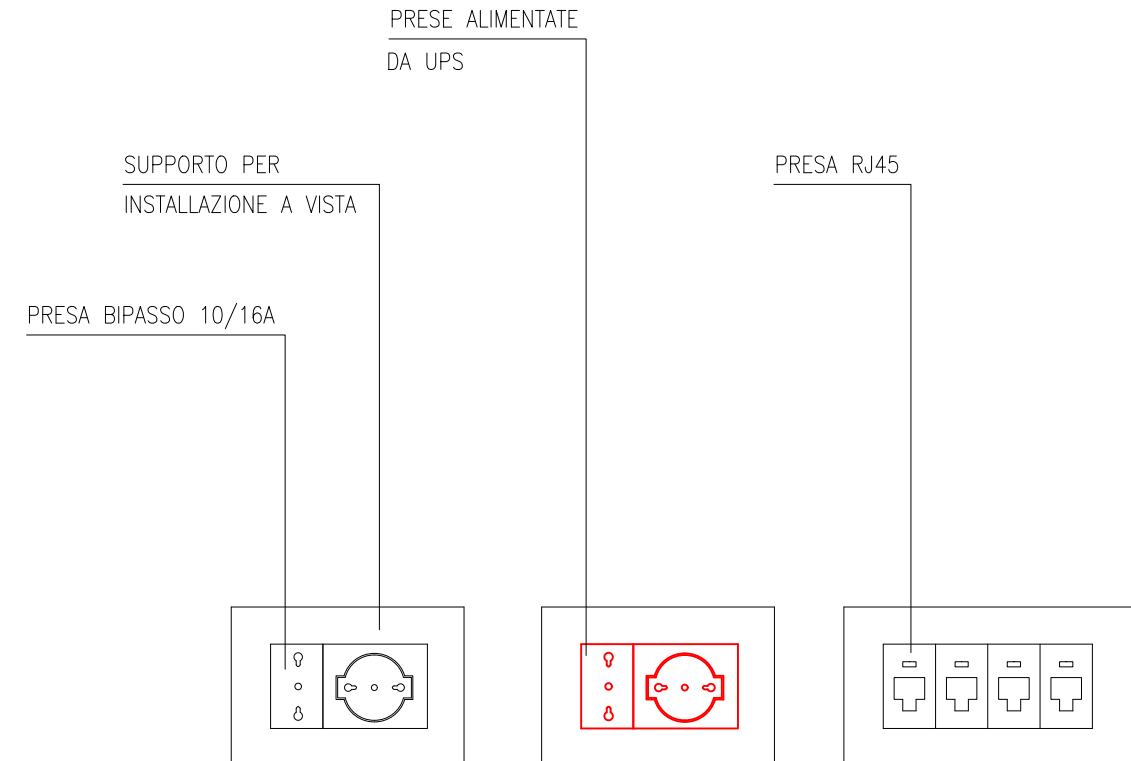 PRESE ALIMENTATE
DA UPS
SUPPORTO PER
INSTALLAZIONE A VISTA
PRESA RJ45
PRESA BIPASSO 10/16A